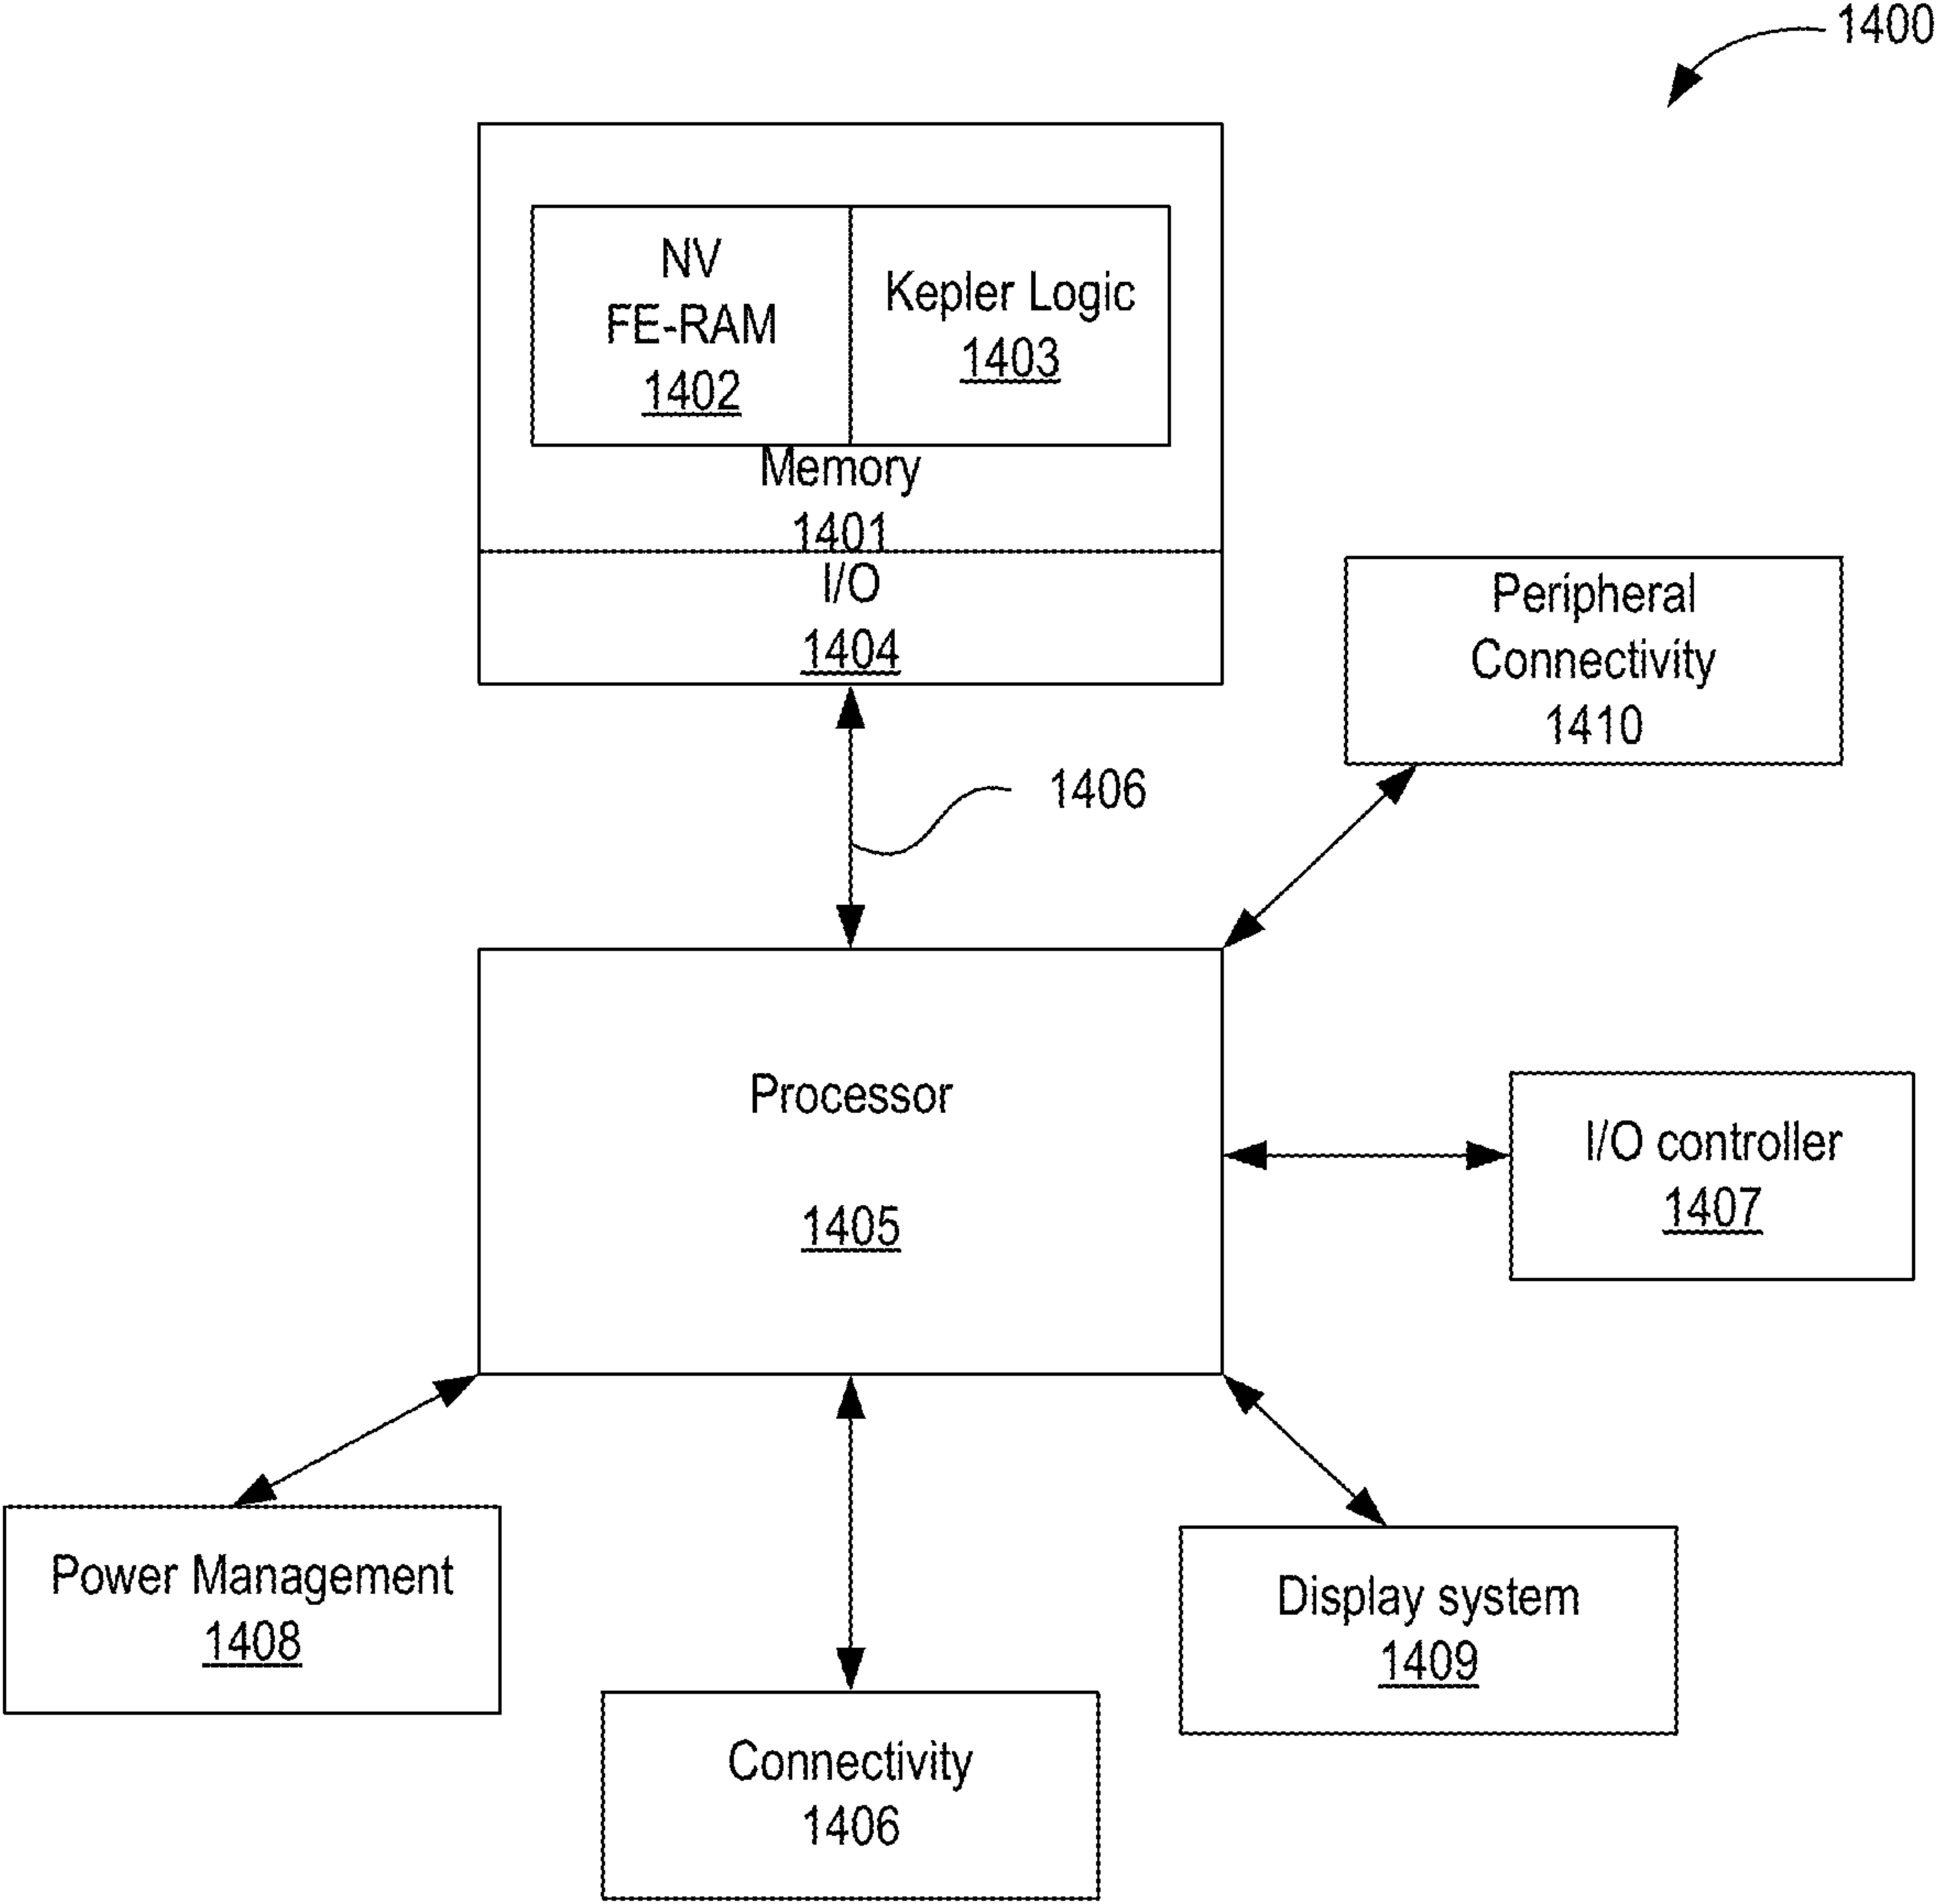 1400
NV
FE-RAM
1402
Kepler Logic
1403
Memory
1401
I/O
1404
Peripheral
Connectivity
1410
1406
Processor
1405
I/O controller
1407
Power Management
1408
Display system
1409
Connectivity
1406